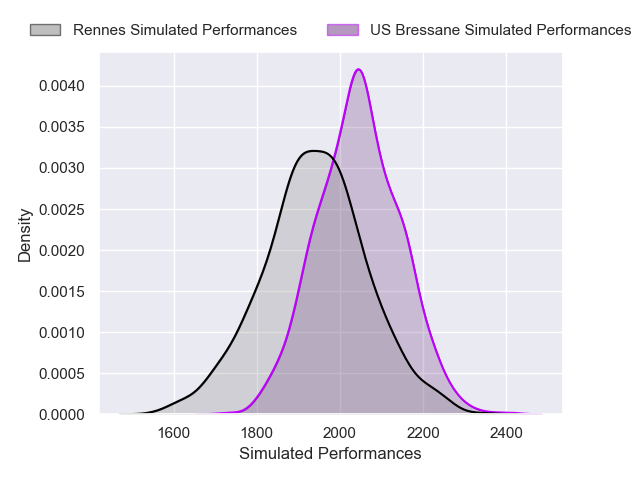 Rennes Simulated Performances US Bressane Simulated Performances
0.0040
0.0035
0.0030
0.0025
0.0020
0.0015
0.0010
0.0005
0.0000
Density
1600 1800 2000 2200 2400
Simulated Performances